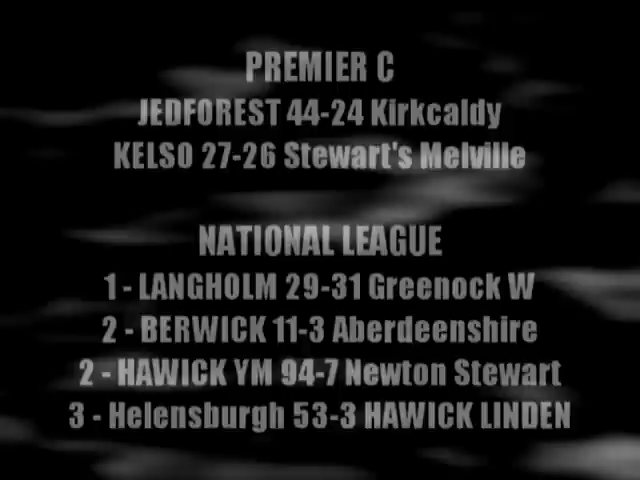 PREMIER C
JEDFOREST 44-24 Kirkcaldy
KELSO 27-26 Stewart's Melville
NATIONAL LEAGUE
1 - LANGHOLM 29-31 Greenock W
2 - BERWICK 11-3 Aberdeenshire
2 - HAWICK YM 94-7 Newton Stewart
3 - Helensburgh 53-3 HAWICK LINDEN